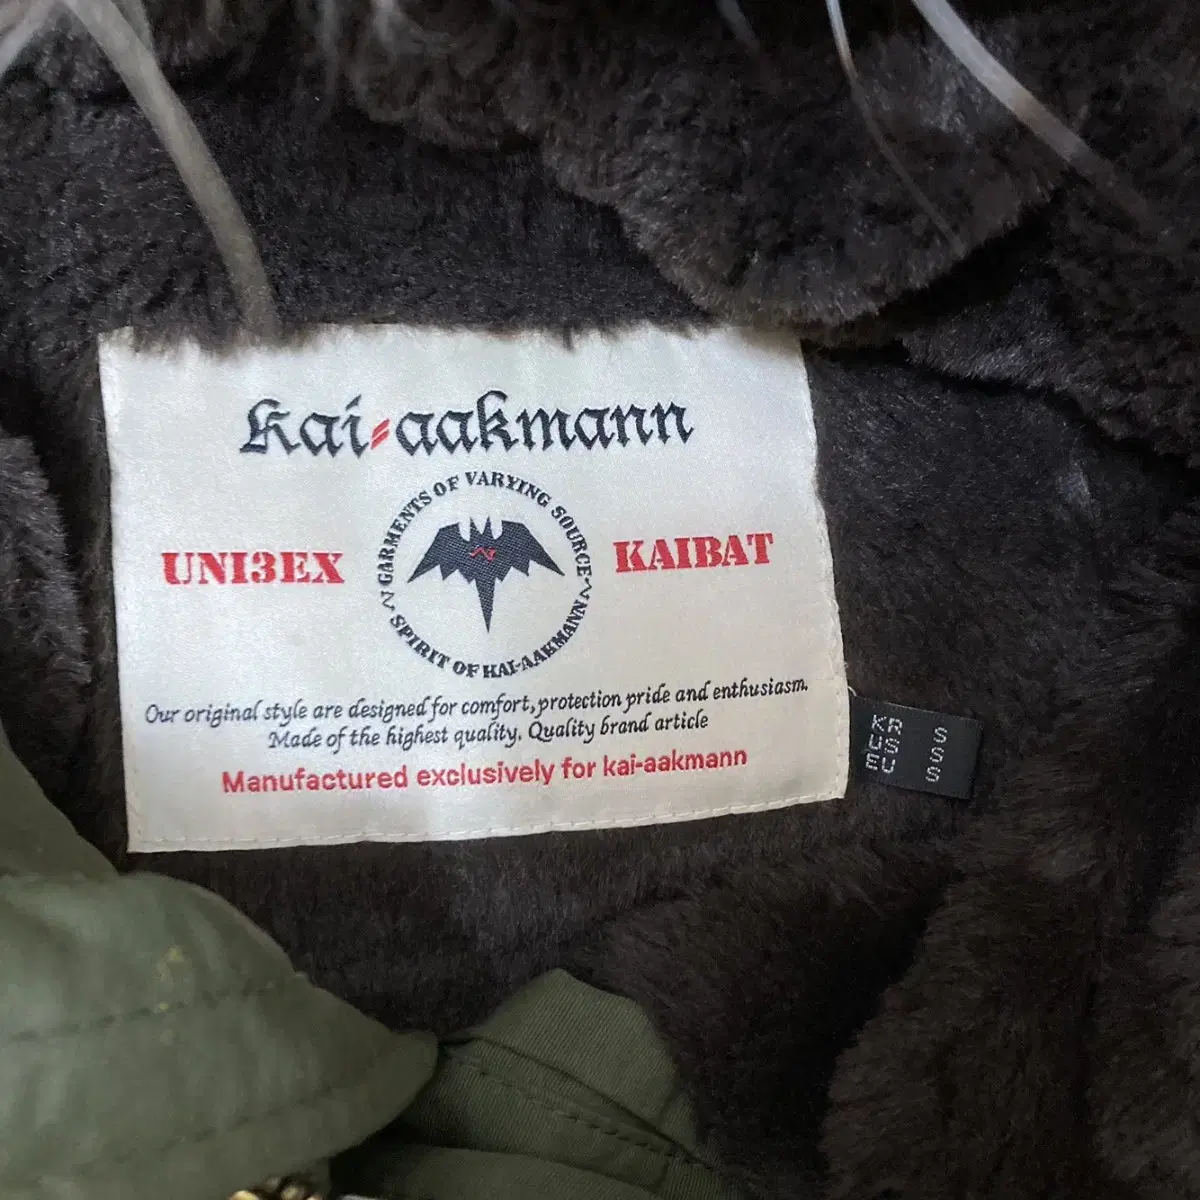 kai-aakmann
GARMENTS OF VARYING SOURCE
UNI3EX
KAIBAT
SPIRIT OF KAI-AAKMANN
Our original style are designed for comfort, protection pride and enthusiasm.
Made of the highest quality. Quality brand article
Manufactured exclusively for kai-aakmann
KR S
US S
EU S